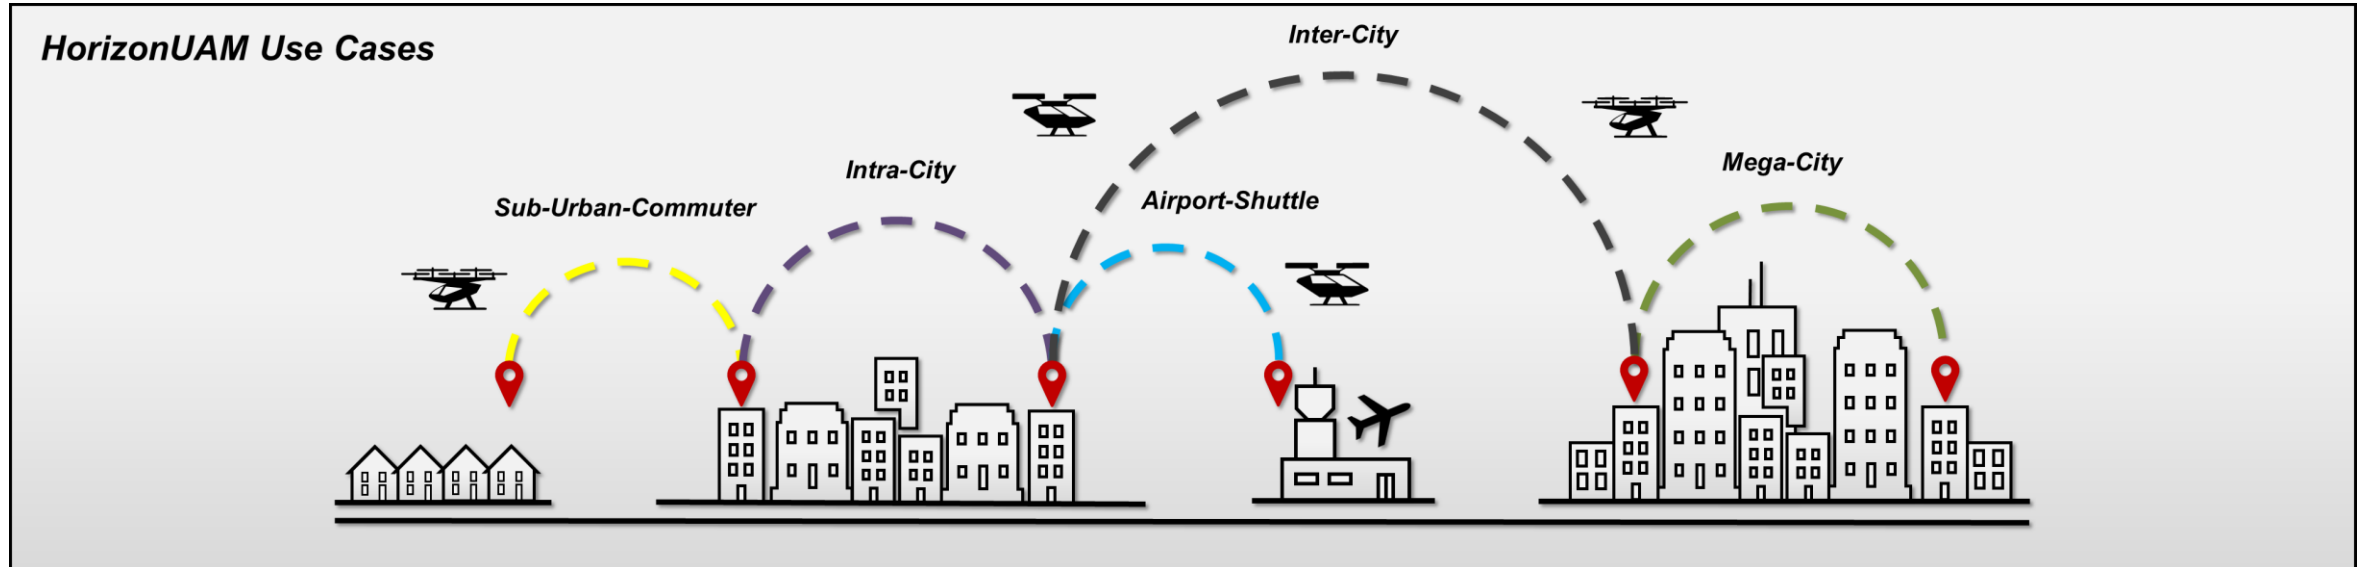 HorizonUAM Use Cases
Inter-City
Intra-City
Mega-City
Sub-Urban-Commuter
Airport-Shuttle